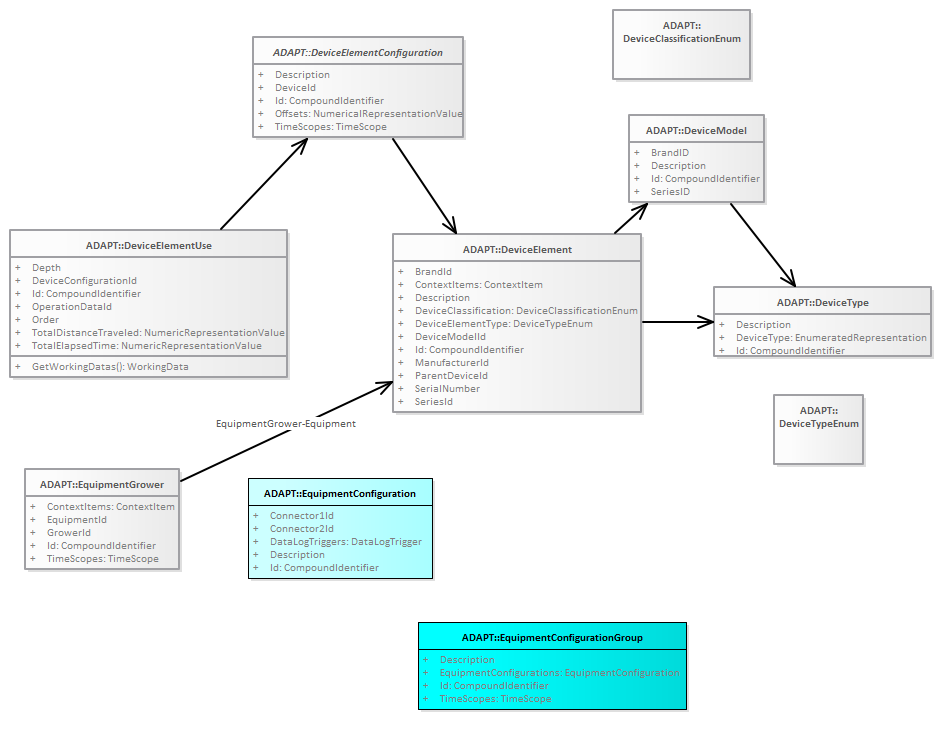 ADAPT::
DeviceClassificationEnum
ADAPT::DeviceElementConfiguration
+ Description
+ DeviceId
+ Id: CompoundIdentifier
+ Offsets: NumericalRepresentationValue
+ TimeScopes: TimeScope
ADAPT::DeviceModel
+ BrandID
+ Description
+ Id: CompoundIdentifier
+ SeriesID
ADAPT::DeviceElementUse
+ Depth
+ DeviceConfigurationId
+ Id: CompoundIdentifier
+ OperationDataId
+ Order
+ TotalDistanceTraveled: NumericRepresentationValue
+ TotalElapsedTime: NumericRepresentationValue
+ GetWorkingDatas(): WorkingData
ADAPT::DeviceElement
+ BrandId
+ ContextItems: ContextItem
+ Description
+ DeviceClassification: DeviceClassificationEnum
+ DeviceElementType: DeviceTypeEnum
+ DeviceModelId
+ Id: CompoundIdentifier
+ ManufacturerId
+ ParentDeviceId
+ SerialNumber
+ SeriesId
ADAPT::DeviceType
+ Description
+ DeviceType: EnumeratedRepresentation
+ Id: CompoundIdentifier
ADAPT::
DeviceTypeEnum
EquipmentGrower-Equipment
ADAPT::EquipmentGrower
+ ContextItems: ContextItem
+ EquipmentId
+ GrowerId
+ Id: CompoundIdentifier
+ TimeScopes: TimeScope
ADAPT::EquipmentConfiguration
+ Connector1Id
+ Connector2Id
+ DataLogTriggers: DataLogTrigger
+ Description
+ Id: CompoundIdentifier
ADAPT::EquipmentConfigurationGroup
+ Description
+ EquipmentConfigurations: EquipmentConfiguration
+ Id: CompoundIdentifier
+ TimeScopes: TimeScope